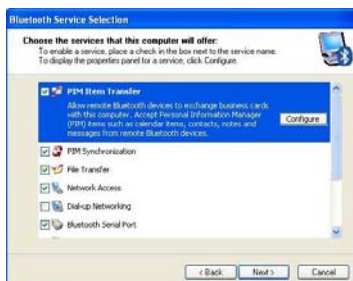 Bluetooth Service Selection
Choose the services that this computer will offer:
To enable a service, place a check in the box next to the service name.
To display the properties panel for a service, click Configure.
PIM Item Transfer
Allow remote Bluetooth devices to exchange business cards
with this computer. Accept Personal Information Manager
(PIM) items such as calendar items, contacts, notes and
messages from remote Bluetooth devices.
Configure
PIM Synchronization
File Transfer
Network Access
Dial-up Networking
Bluetooth Serial Port
< Back
Next >
Cancel